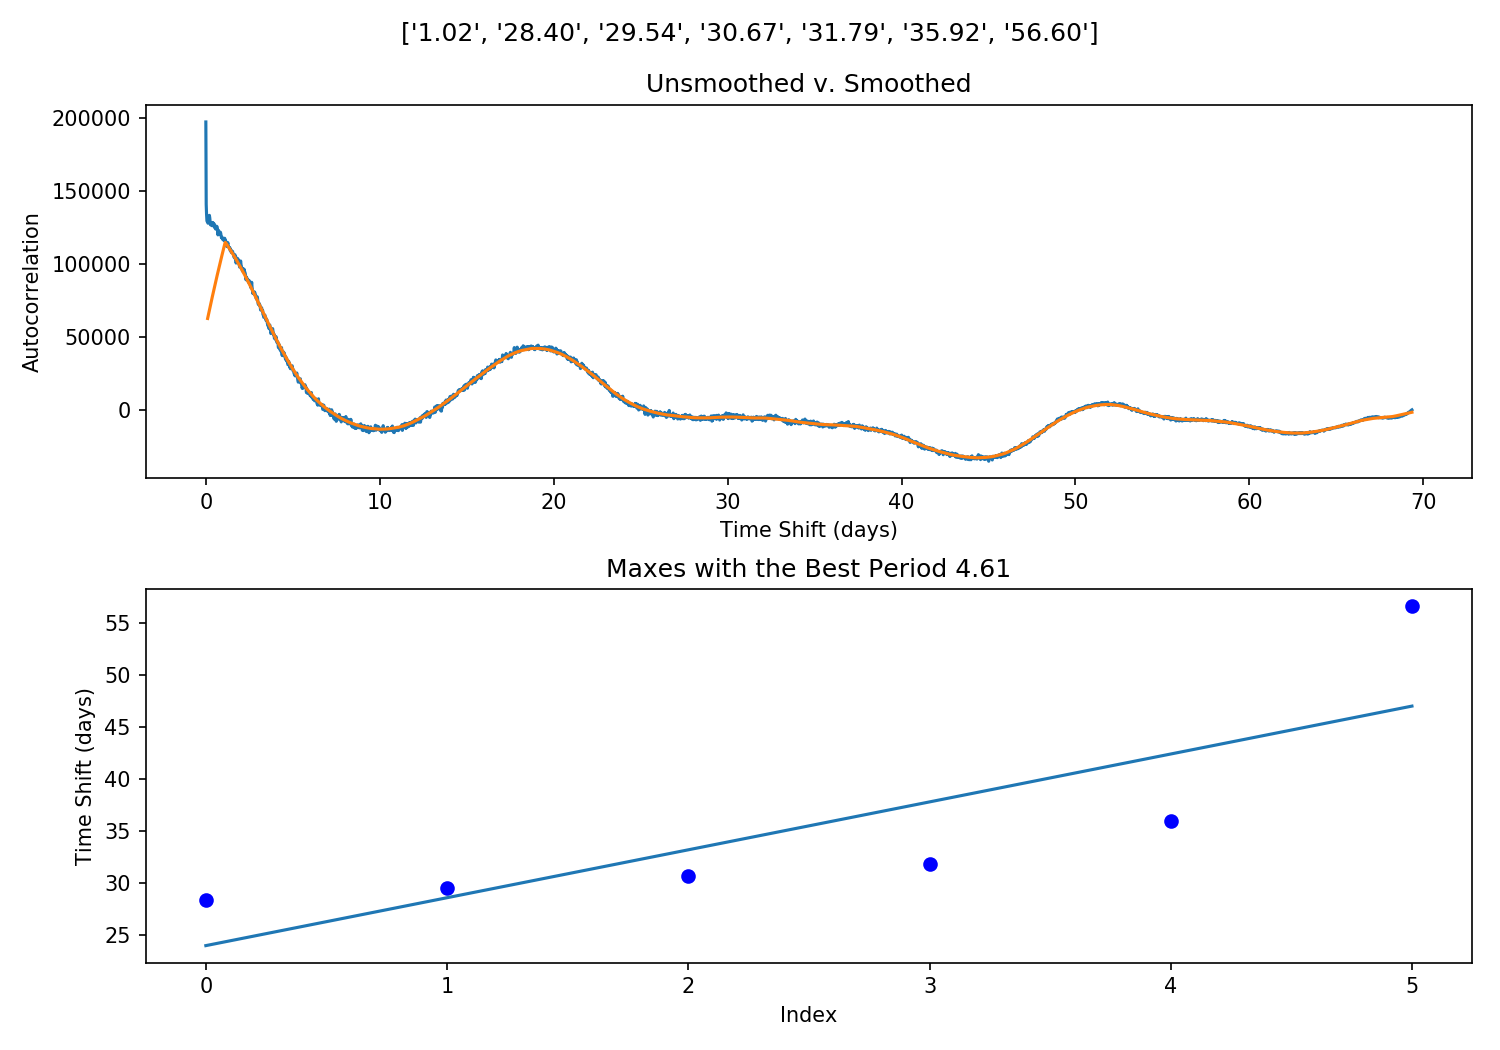 ['1.02', '28.40', '29.54', '30.67', '31.79', '35.92', '56.60']
Unsmoothed v. Smoothed
Autocorrelation
200000
150000
100000
50000
0
0 10 20 30 40 50 60 70
Time Shift (days)
Maxes with the Best Period 4.61
Time Shift (days)
55
50
45
40
35
30
25
0 1 2 3 4 5
Index